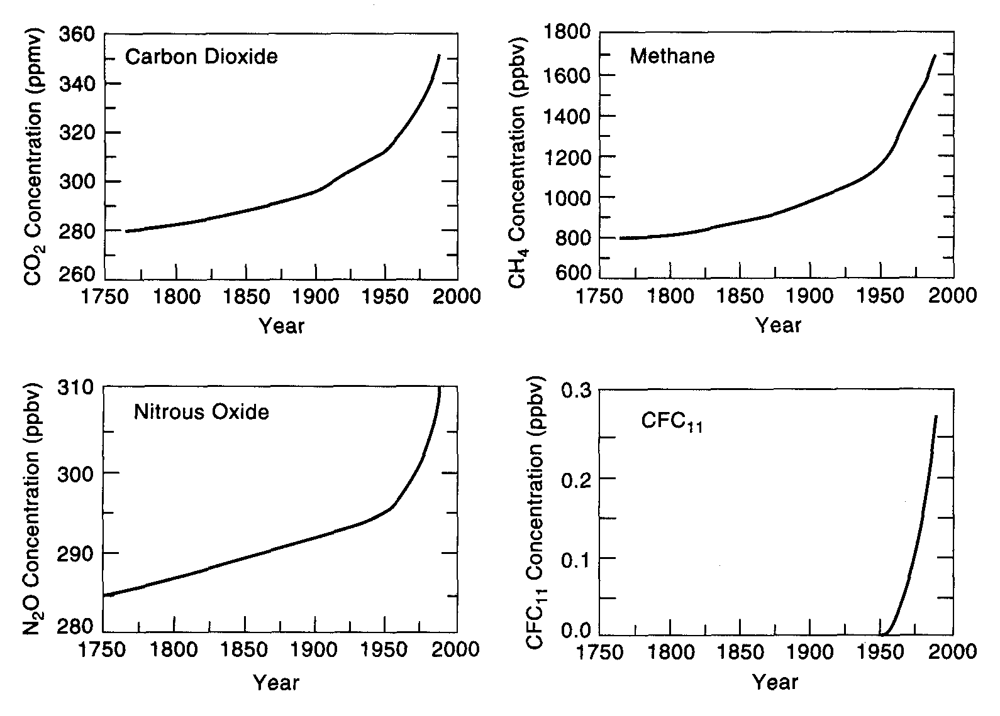 CO2 Concentration (ppmv)
360
340
320
300
280
260
Carbon Dioxide
1750 1800 1850 1900 1950 2000
Year
CH4 Concentration (ppbv)
1800
1600
1400
1200
1000
800
600
Methane
1750 1800 1850 1900 1950 2000
Year
N2O Concentration (ppbv)
310
300
290
280
Nitrous Oxide
1750 1800 1850 1900 1950 2000
Year
CFC11 Concentration (ppbv)
0.3
0.2
0.1
0.0
CFC11
1750 1800 1850 1900 1950 2000
Year